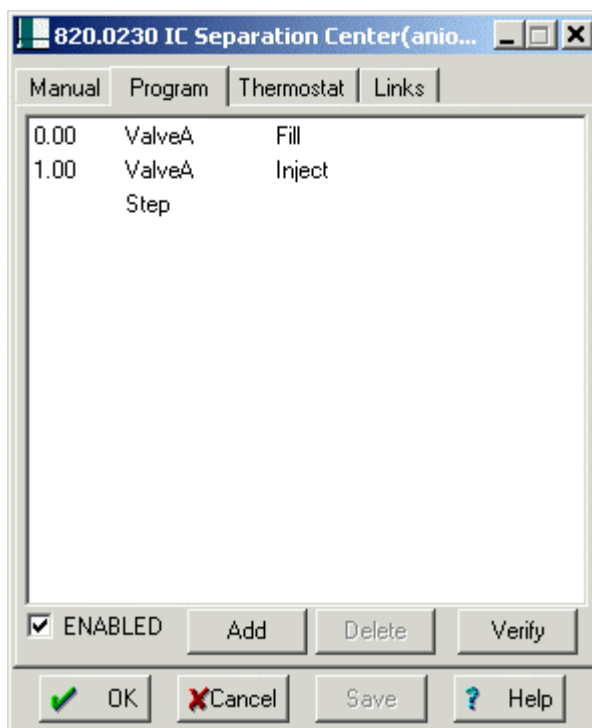 820.0230 IC Separation Center(anio...
Manual Program Thermostat Links
0.00 ValveA Fill
1.00 ValveA Inject
Step
ENABLED Add Delete Verify
OK Cancel Save ? Help